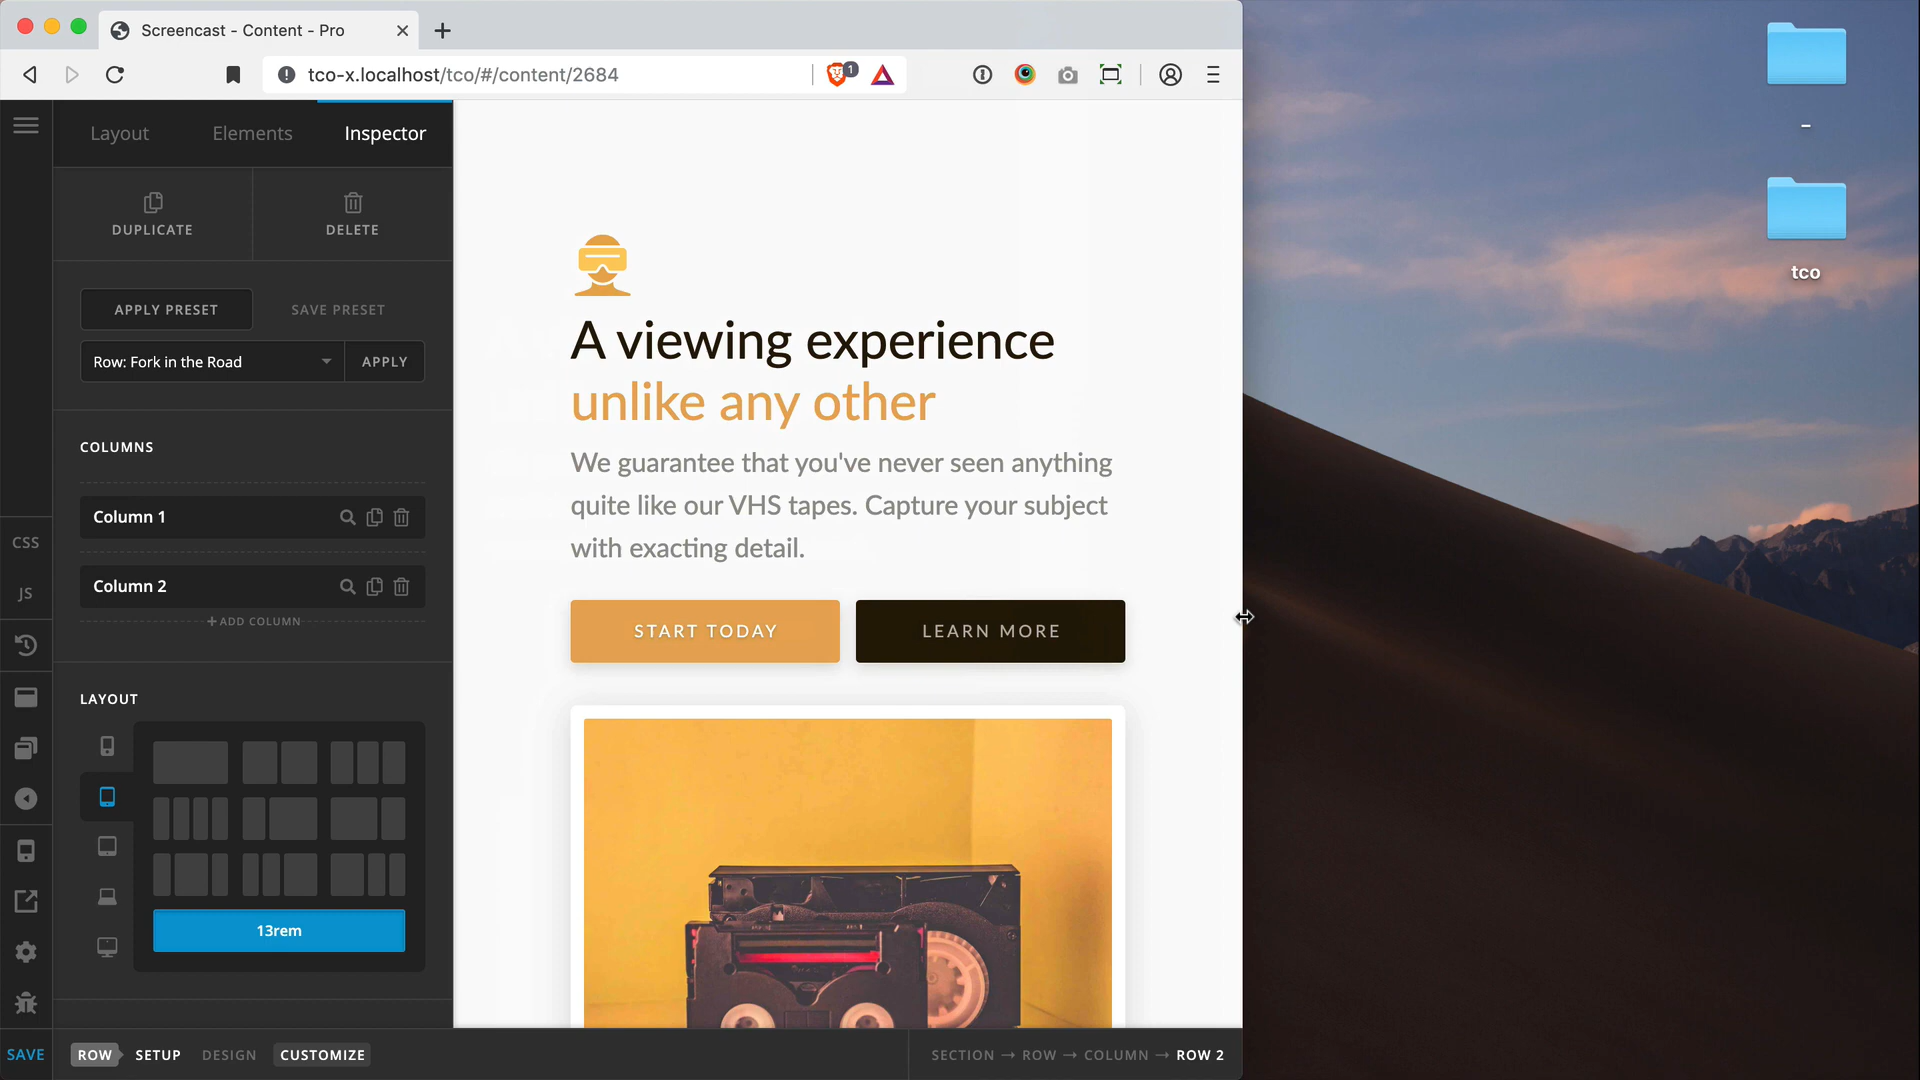 Screencast - Content - Pro
tco-x.localhost/tco/#/content/2684
1
Layout
Elements
Inspector
DUPLICATE
DELETE
APPLY PRESET
SAVE PRESET
Row: Fork in the Road
APPLY
COLUMNS
Column 1
Column 2
+ ADD COLUMN
LAYOUT
13rem
CSS
JS
SAVE
ROW
SETUP
DESIGN
CUSTOMIZE
A viewing experience
unlike any other
We guarantee that you've never seen anything
quite like our VHS tapes. Capture your subject
with exacting detail.
START TODAY
LEARN MORE
SECTION → ROW → COLUMN → ROW 2
_
tco